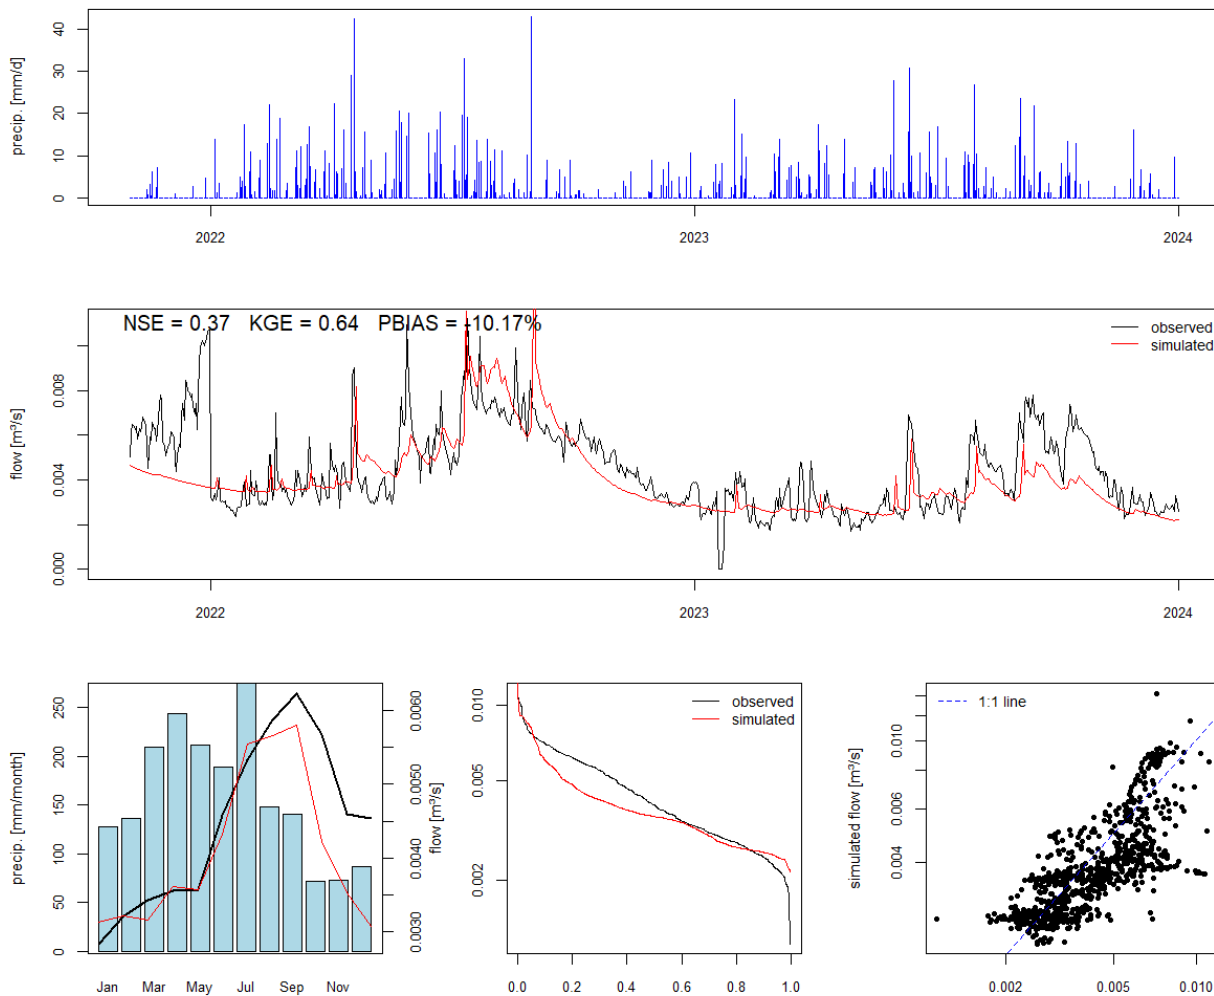 precip. [mm/d]
40
30
20
10
0
2022
2023
2024
NSE = 0.37 KGE = 0.64 PBIAS = -10.17%
observed
simulated
flow [m³/s]
0.008
0.004
0.000
2022
2023
2024
precip. [mm/month]
250
200
150
100
50
0
Jan
Mar
May
Jul
Sep
Nov
0.0060
0.0050
0.0040
0.0030
flow [m³/s]
observed
simulated
0.010
0.005
0.002
0.0
0.2
0.4
0.6
0.8
1.0
1:1 line
simulated flow [m³/s]
0.010
0.006
0.004
0.002
0.005
0.010